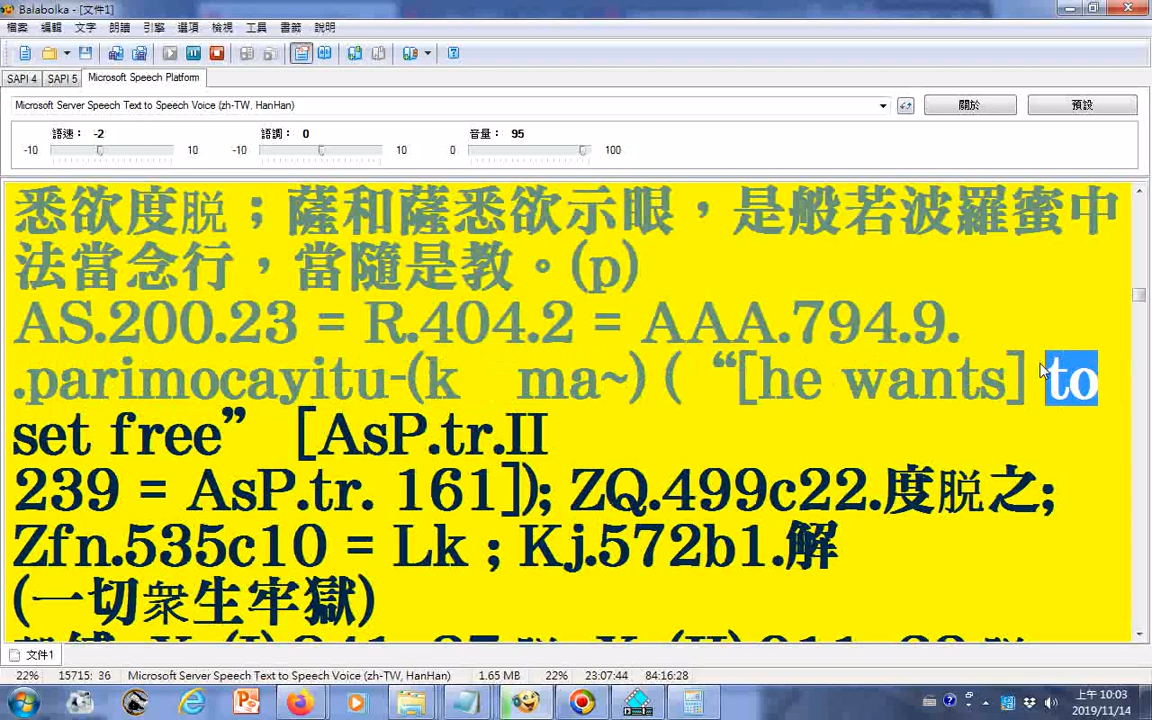 Balabolka - [文件1]
檔案 編輯 文字 朗讀 引擎 選項 檢視 工具 書籤 說明
SAPI 4 SAPI 5 Microsoft Speech Platform
Microsoft Server Speech Text to Speech Voice (zh-TW, HanHan) 關於 預設
語速： -2 語調： 0 音量： 95
-10 10 -10 10 0 100
悉欲度脱；薩和薩悉欲示眼，是般若波羅蜜中
法當念行，當隨是教。(p)
AS.200.23 = R.404.2 = AAA.794.9.
.parimocayitu-(k ma~) (“[he wants] to
set free” [AsP.tr.II
239 = AsP.tr. 161]); ZQ.499c22.度脱之;
Zfn.535c10 = Lk ; Kj.572b1.解
(一切衆生牢獄)
文件1
22% 15715: 36 Microsoft Server Speech Text to Speech Voice (zh-TW, HanHan) 1.65 MB 22% 23:07:44 84:16:28
上午 10:03
2019/11/14